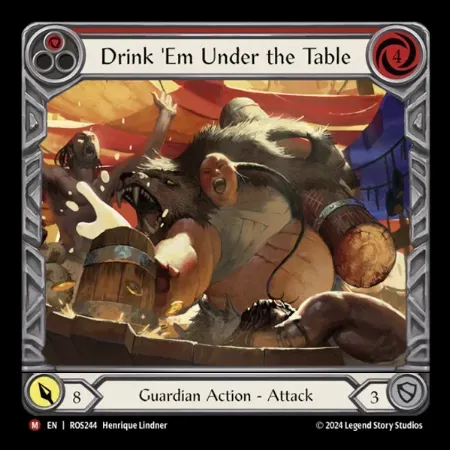 Drink 'Em Under the Table
4
8
Guardian Action - Attack
3
M EN | ROS244 Henrique Lindner
© 2024 Legend Story Studios